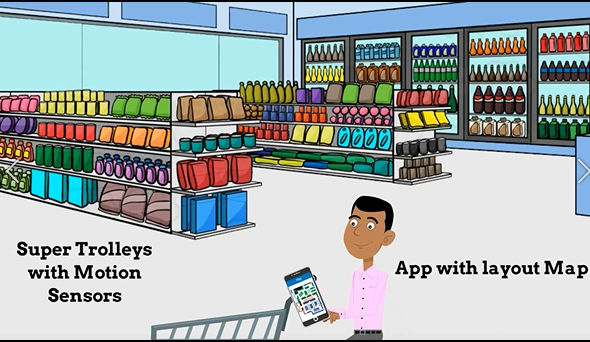 Super Trolleys
with Motion
Sensors
App with layout Map